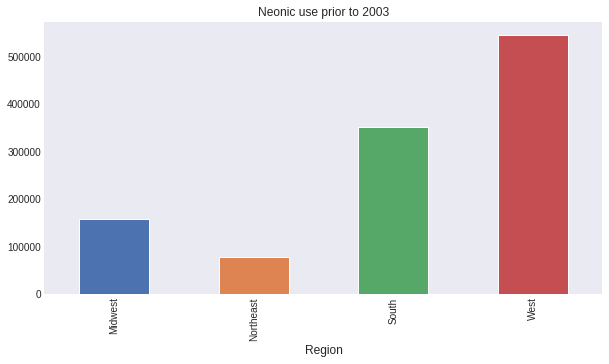 Neonic use prior to 2003
500000
400000
300000
200000
100000
0
Midwest
Northeast
South
West
Region